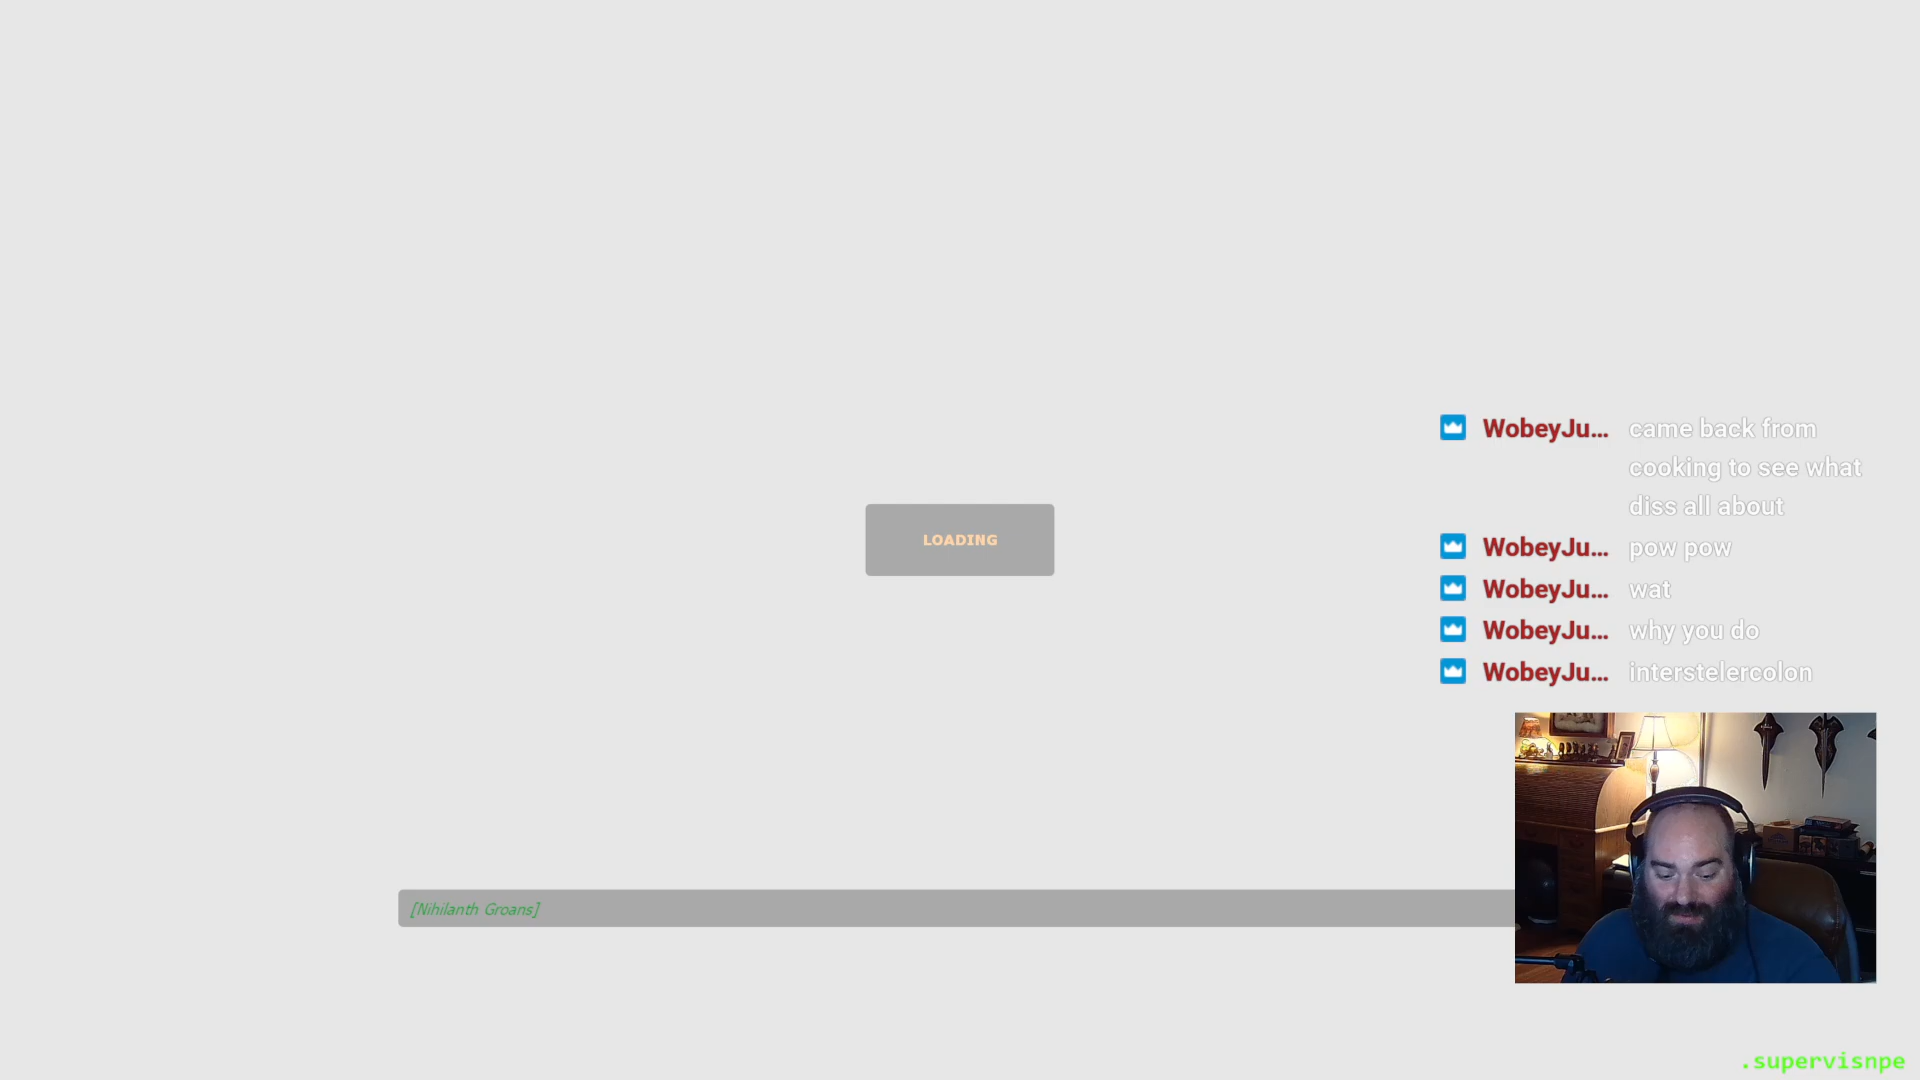 WobeyJu... came back from
cooking to see what
diss all about
LOADING
WobeyJu... pow pow
WobeyJu... wat
WobeyJu... why you do
WobeyJu... interstelercolon
[Nihilanth Groans]
.supervisnpe